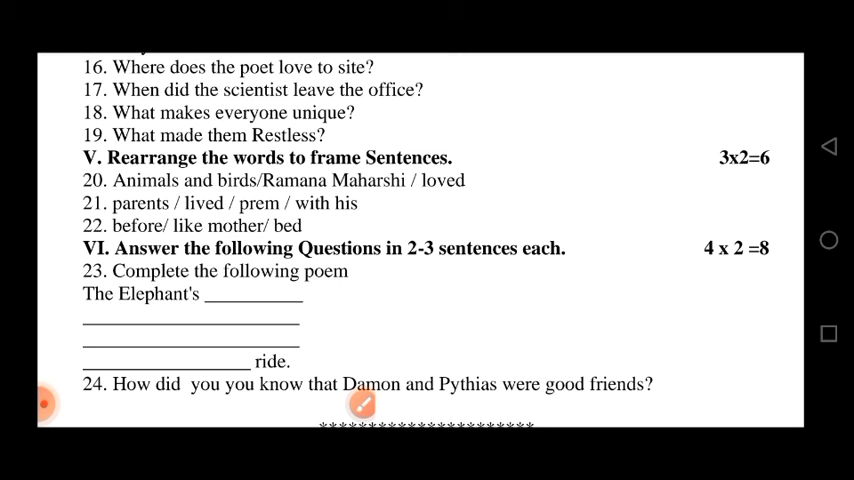 16. Where does the poet love to site?
17. When did the scientist leave the office?
18. What makes everyone unique?
19. What made them Restless?
V. Rearrange the words to frame Sentences. 3x2=6
20. Animals and birds/Ramana Maharshi / loved
21. parents / lived / prem / with his
22. before/ like mother/ bed
VI. Answer the following Questions in 2-3 sentences each. 4 x 2 =8
23. Complete the following poem
The Elephant's __________
______________________
______________________
_________________ ride.
24. How did you you know that Damon and Pythias were good friends?
**********************